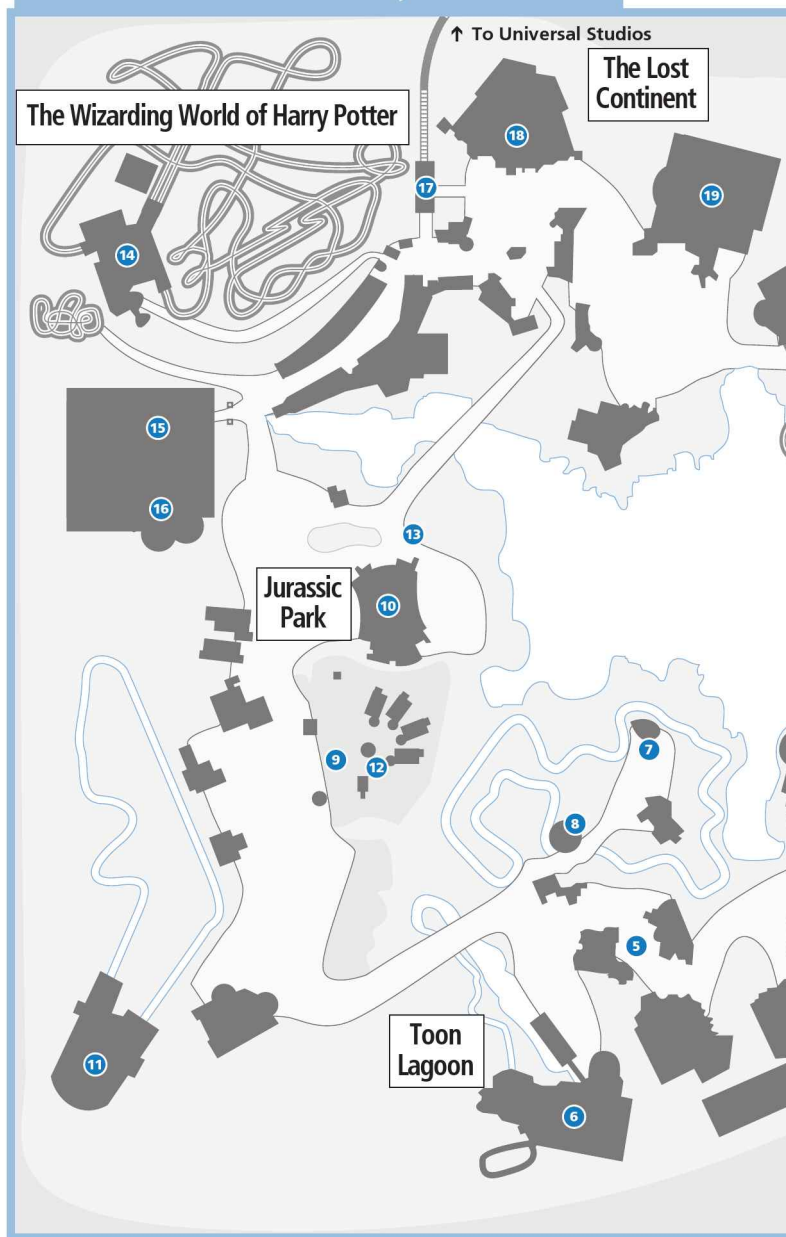 ↑ To Universal Studios
The Lost
Continent
The Wizarding World of Harry Potter
18
17
19
14
15
16
13
Jurassic
Park
10
7
9
12
8
5
Toon
Lagoon
11
6